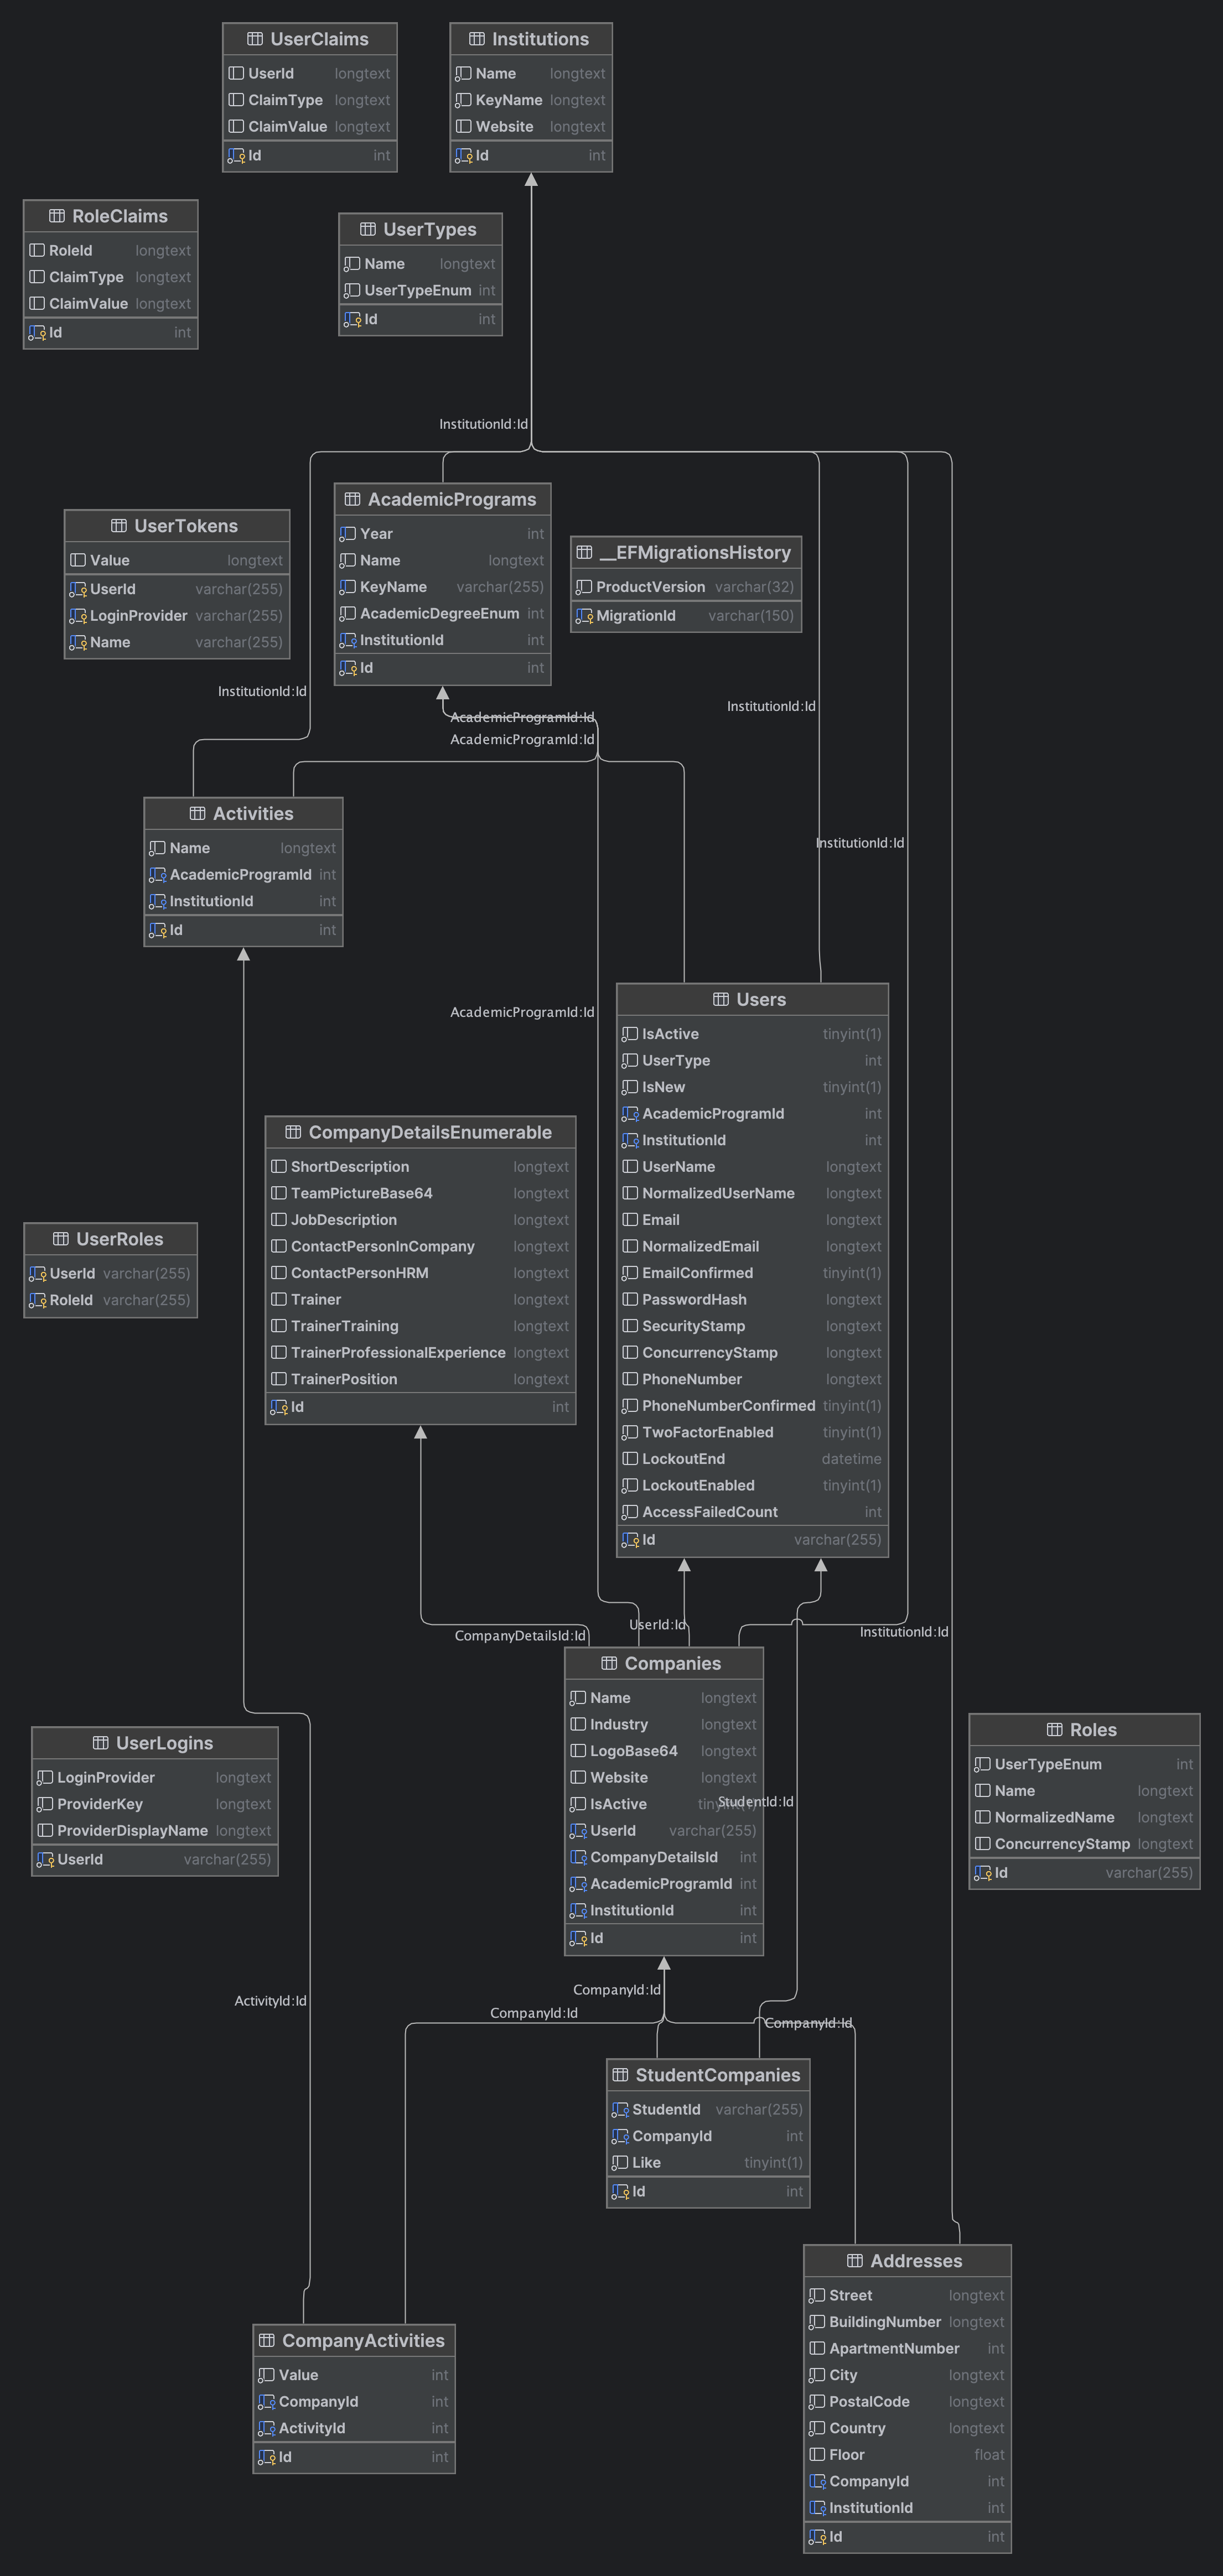 UserClaims
UserId longtext
ClaimType longtext
ClaimValue longtext
Id int
Institutions
Name longtext
KeyName longtext
Website longtext
Id int
RoleClaims
RoleId longtext
ClaimType longtext
ClaimValue longtext
Id int
UserTypes
Name longtext
UserTypeEnum int
Id int
InstitutionId:Id
UserTokens
Value longtext
UserId varchar(255)
LoginProvider varchar(255)
Name varchar(255)
AcademicPrograms
Year int
Name longtext
KeyName varchar(255)
AcademicDegreeEnum int
InstitutionId int
Id int
__EFMigrationsHistory
ProductVersion varchar(32)
MigrationId varchar(150)
InstitutionId:Id
InstitutionId:Id
AcademicProgramId:Id
AcademicProgramId:Id
Activities
Name longtext
AcademicProgramId int
InstitutionId int
Id int
InstitutionId:Id
AcademicProgramId:Id
Users
IsActive tinyint(1)
UserType int
IsNew tinyint(1)
AcademicProgramId int
InstitutionId int
UserName longtext
NormalizedUserName longtext
Email longtext
NormalizedEmail longtext
EmailConfirmed tinyint(1)
PasswordHash longtext
SecurityStamp longtext
ConcurrencyStamp longtext
PhoneNumber longtext
PhoneNumberConfirmed tinyint(1)
TwoFactorEnabled tinyint(1)
LockoutEnd datetime
LockoutEnabled tinyint(1)
AccessFailedCount int
Id varchar(255)
CompanyDetailsEnumerable
ShortDescription longtext
TeamPictureBase64 longtext
JobDescription longtext
ContactPersonInCompany longtext
ContactPersonHRM longtext
Trainer longtext
TrainerTraining longtext
TrainerProfessionalExperience longtext
TrainerPosition longtext
Id int
UserRoles
UserId varchar(255)
RoleId varchar(255)
CompanyDetailsId:Id
UserId:Id
InstitutionId:Id
Companies
Name longtext
Industry longtext
LogoBase64 longtext
Website longtext
IsActive tinyint(1)
UserId varchar(255)
CompanyDetailsId int
AcademicProgramId int
InstitutionId int
Id int
StudentId:Id
UserLogins
LoginProvider longtext
ProviderKey longtext
ProviderDisplayName longtext
UserId varchar(255)
Roles
UserTypeEnum int
Name longtext
NormalizedName longtext
ConcurrencyStamp longtext
Id varchar(255)
ActivityId:Id
CompanyId:Id
CompanyId:Id
CompanyId:Id
StudentCompanies
StudentId varchar(255)
CompanyId int
Like tinyint(1)
Id int
Addresses
Street longtext
BuildingNumber longtext
ApartmentNumber int
City longtext
PostalCode longtext
Country longtext
Floor float
CompanyId int
InstitutionId int
Id int
CompanyActivities
Value int
CompanyId int
ActivityId int
Id int